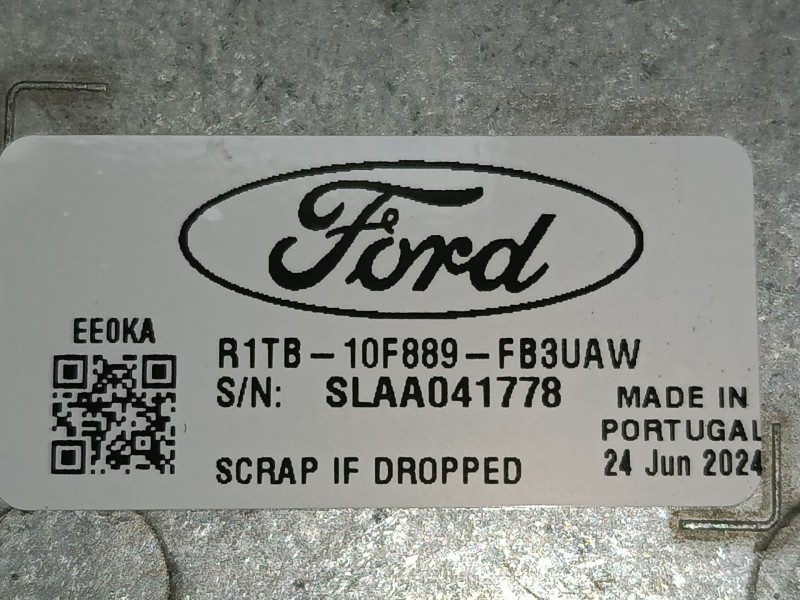 Ford
EE0KA
R1TB-10F889-FB3UAW
S/N: SLAA041778
MADE IN
PORTUGAL
SCRAP IF DROPPED
24 Jun 2024